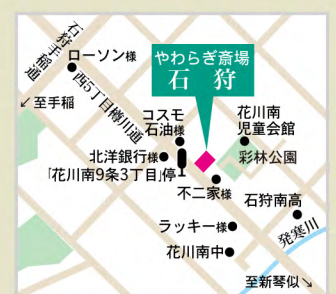 石狩手稲通
ローソン様
西5丁目樽川通
↙至手稲
やわらぎ斎場
石狩
コスモ
石油様
花川南
児童会館
北洋銀行様
「花川南9条3丁目」停
彩林公園
不二家様
石狩南高
ラッキー様
発寒川
花川南中
至新琴似↘